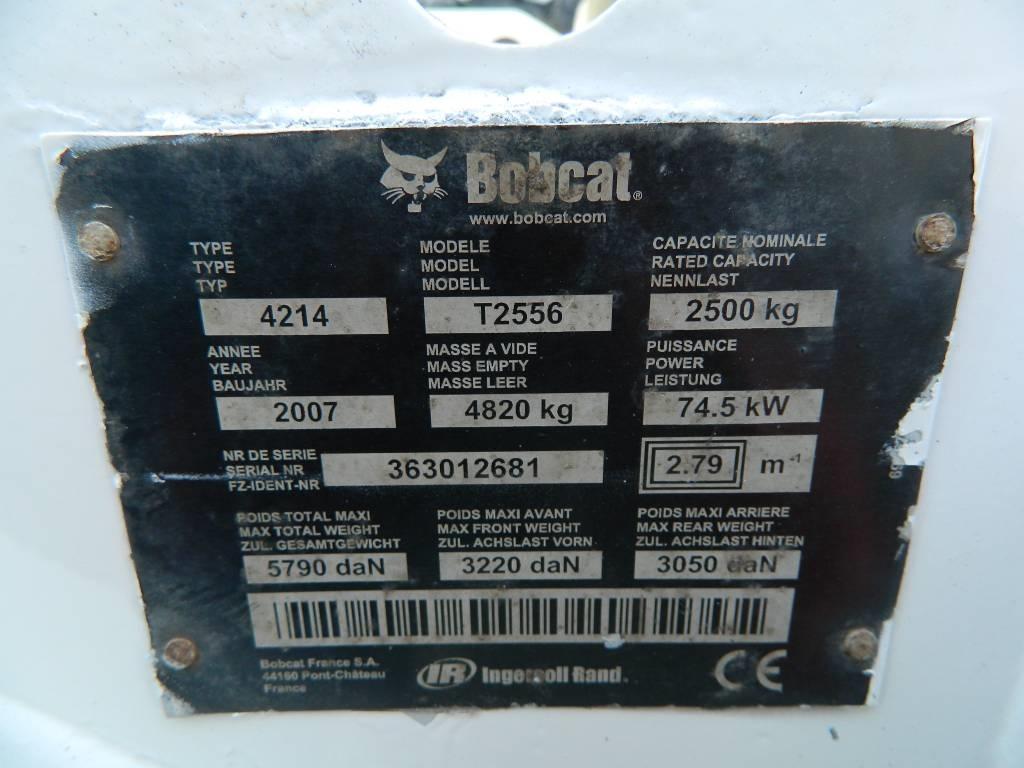 Bobcat®
www.bobcat.com
TYPE
TYPE
TYP
4214
MODELE
MODEL
MODELL
T2556
CAPACITE NOMINALE
RATED CAPACITY
NENNLAST
2500 kg
ANNEE
YEAR
BAUJAHR
2007
MASSE A VIDE
MASS EMPTY
MASSE LEER
4820 kg
PUISSANCE
POWER
LEISTUNG
74.5 kW
NR DE SERIE
SERIAL NR
FZ-IDENT-NR
363012681
2.79 m⁻¹
POIDS TOTAL MAXI
MAX TOTAL WEIGHT
ZUL. GESAMTGEWICHT
5790 daN
POIDS MAXI AVANT
MAX FRONT WEIGHT
ZUL. ACHSLAST VORN
3220 daN
POIDS MAXI ARRIERE
MAX REAR WEIGHT
ZUL. ACHSLAST HINTEN
3050 daN
Bobcat France S.A.
44160 Pont-Château
France
IR Ingersoll Rand.
CE